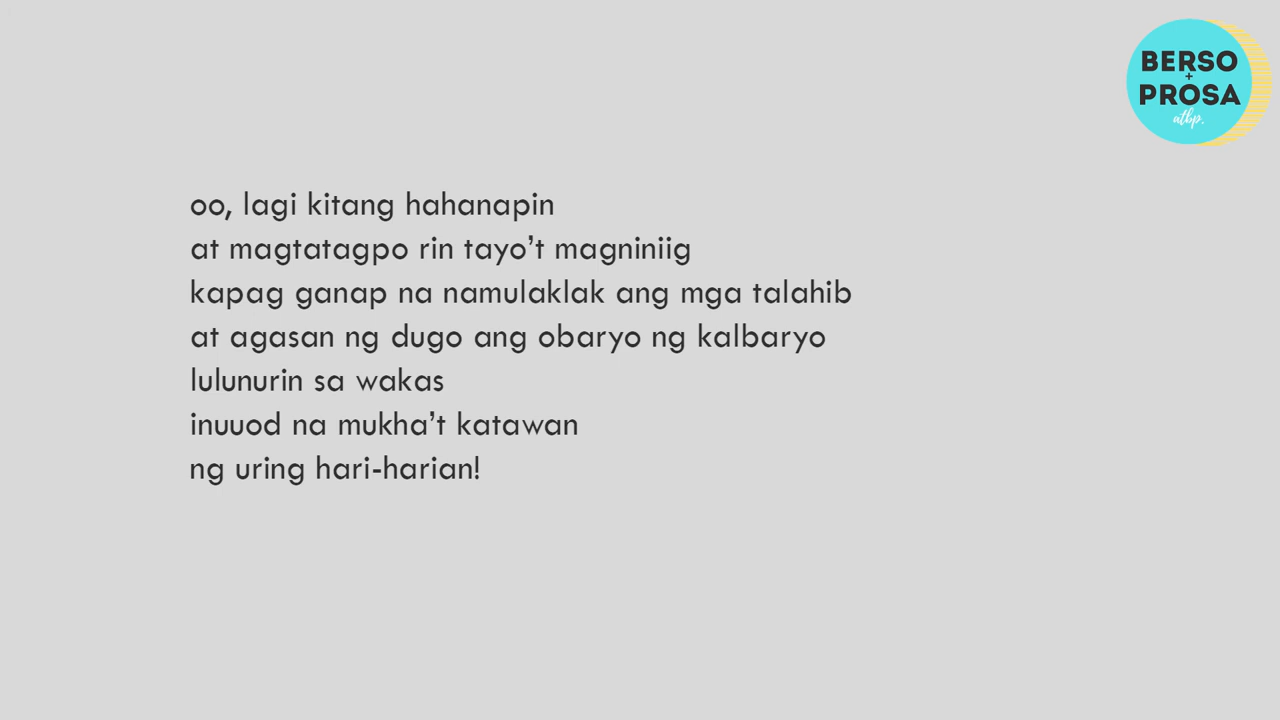 BERSO
+
PROSA
atbp.
oo, lagi kitang hahanapin
at magtatagpo rin tayo’t magniniig
kapag ganap na namulaklak ang mga talahib
at agasan ng dugo ang obaryo ng kalbaryo
lulunurin sa wakas
inuuod na mukha’t katawan
ng uring hari-harian!